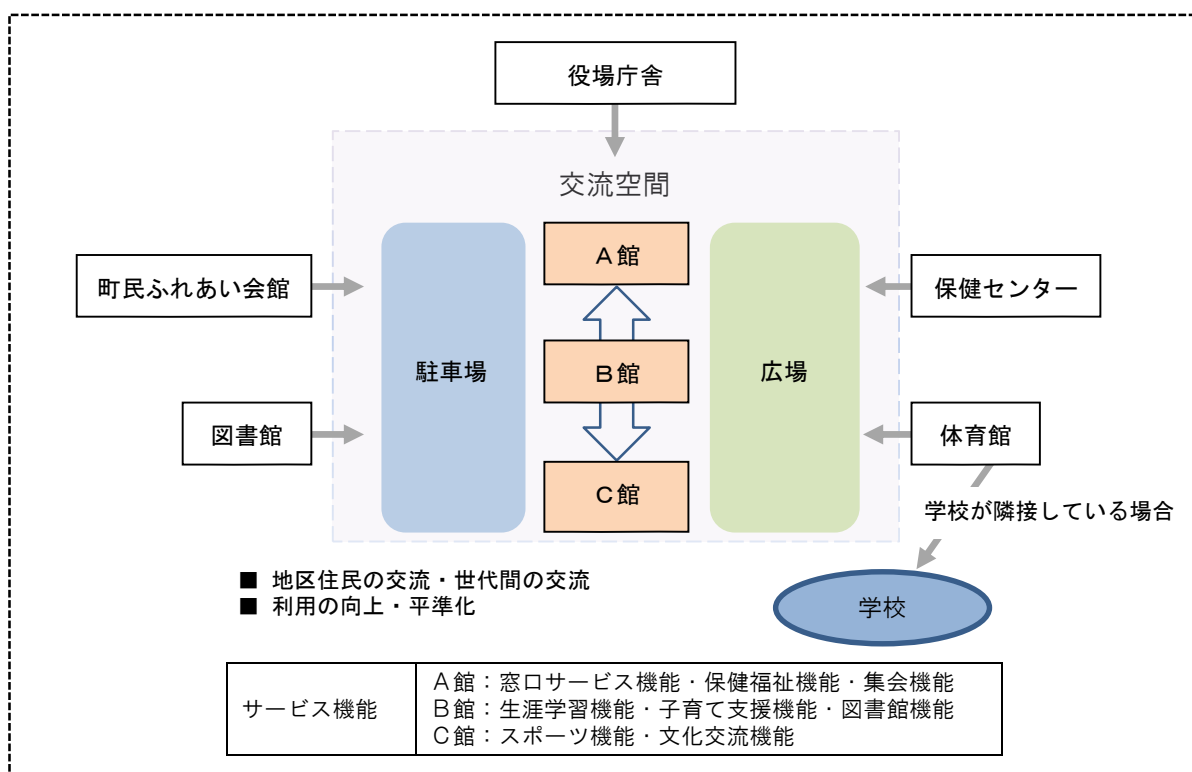 役場庁舎
交流空間
A館
町民ふれあい会館
保健センター
駐車場
B館
広場
図書館
体育館
C館
学校が隣接している場合
■ 地区住民の交流・世代間の交流
■ 利用の向上・平準化
学校
サービス機能
A館：窓口サービス機能・保健福祉機能・集会機能
B館：生涯学習機能・子育て支援機能・図書館機能
C館：スポーツ機能・文化交流機能